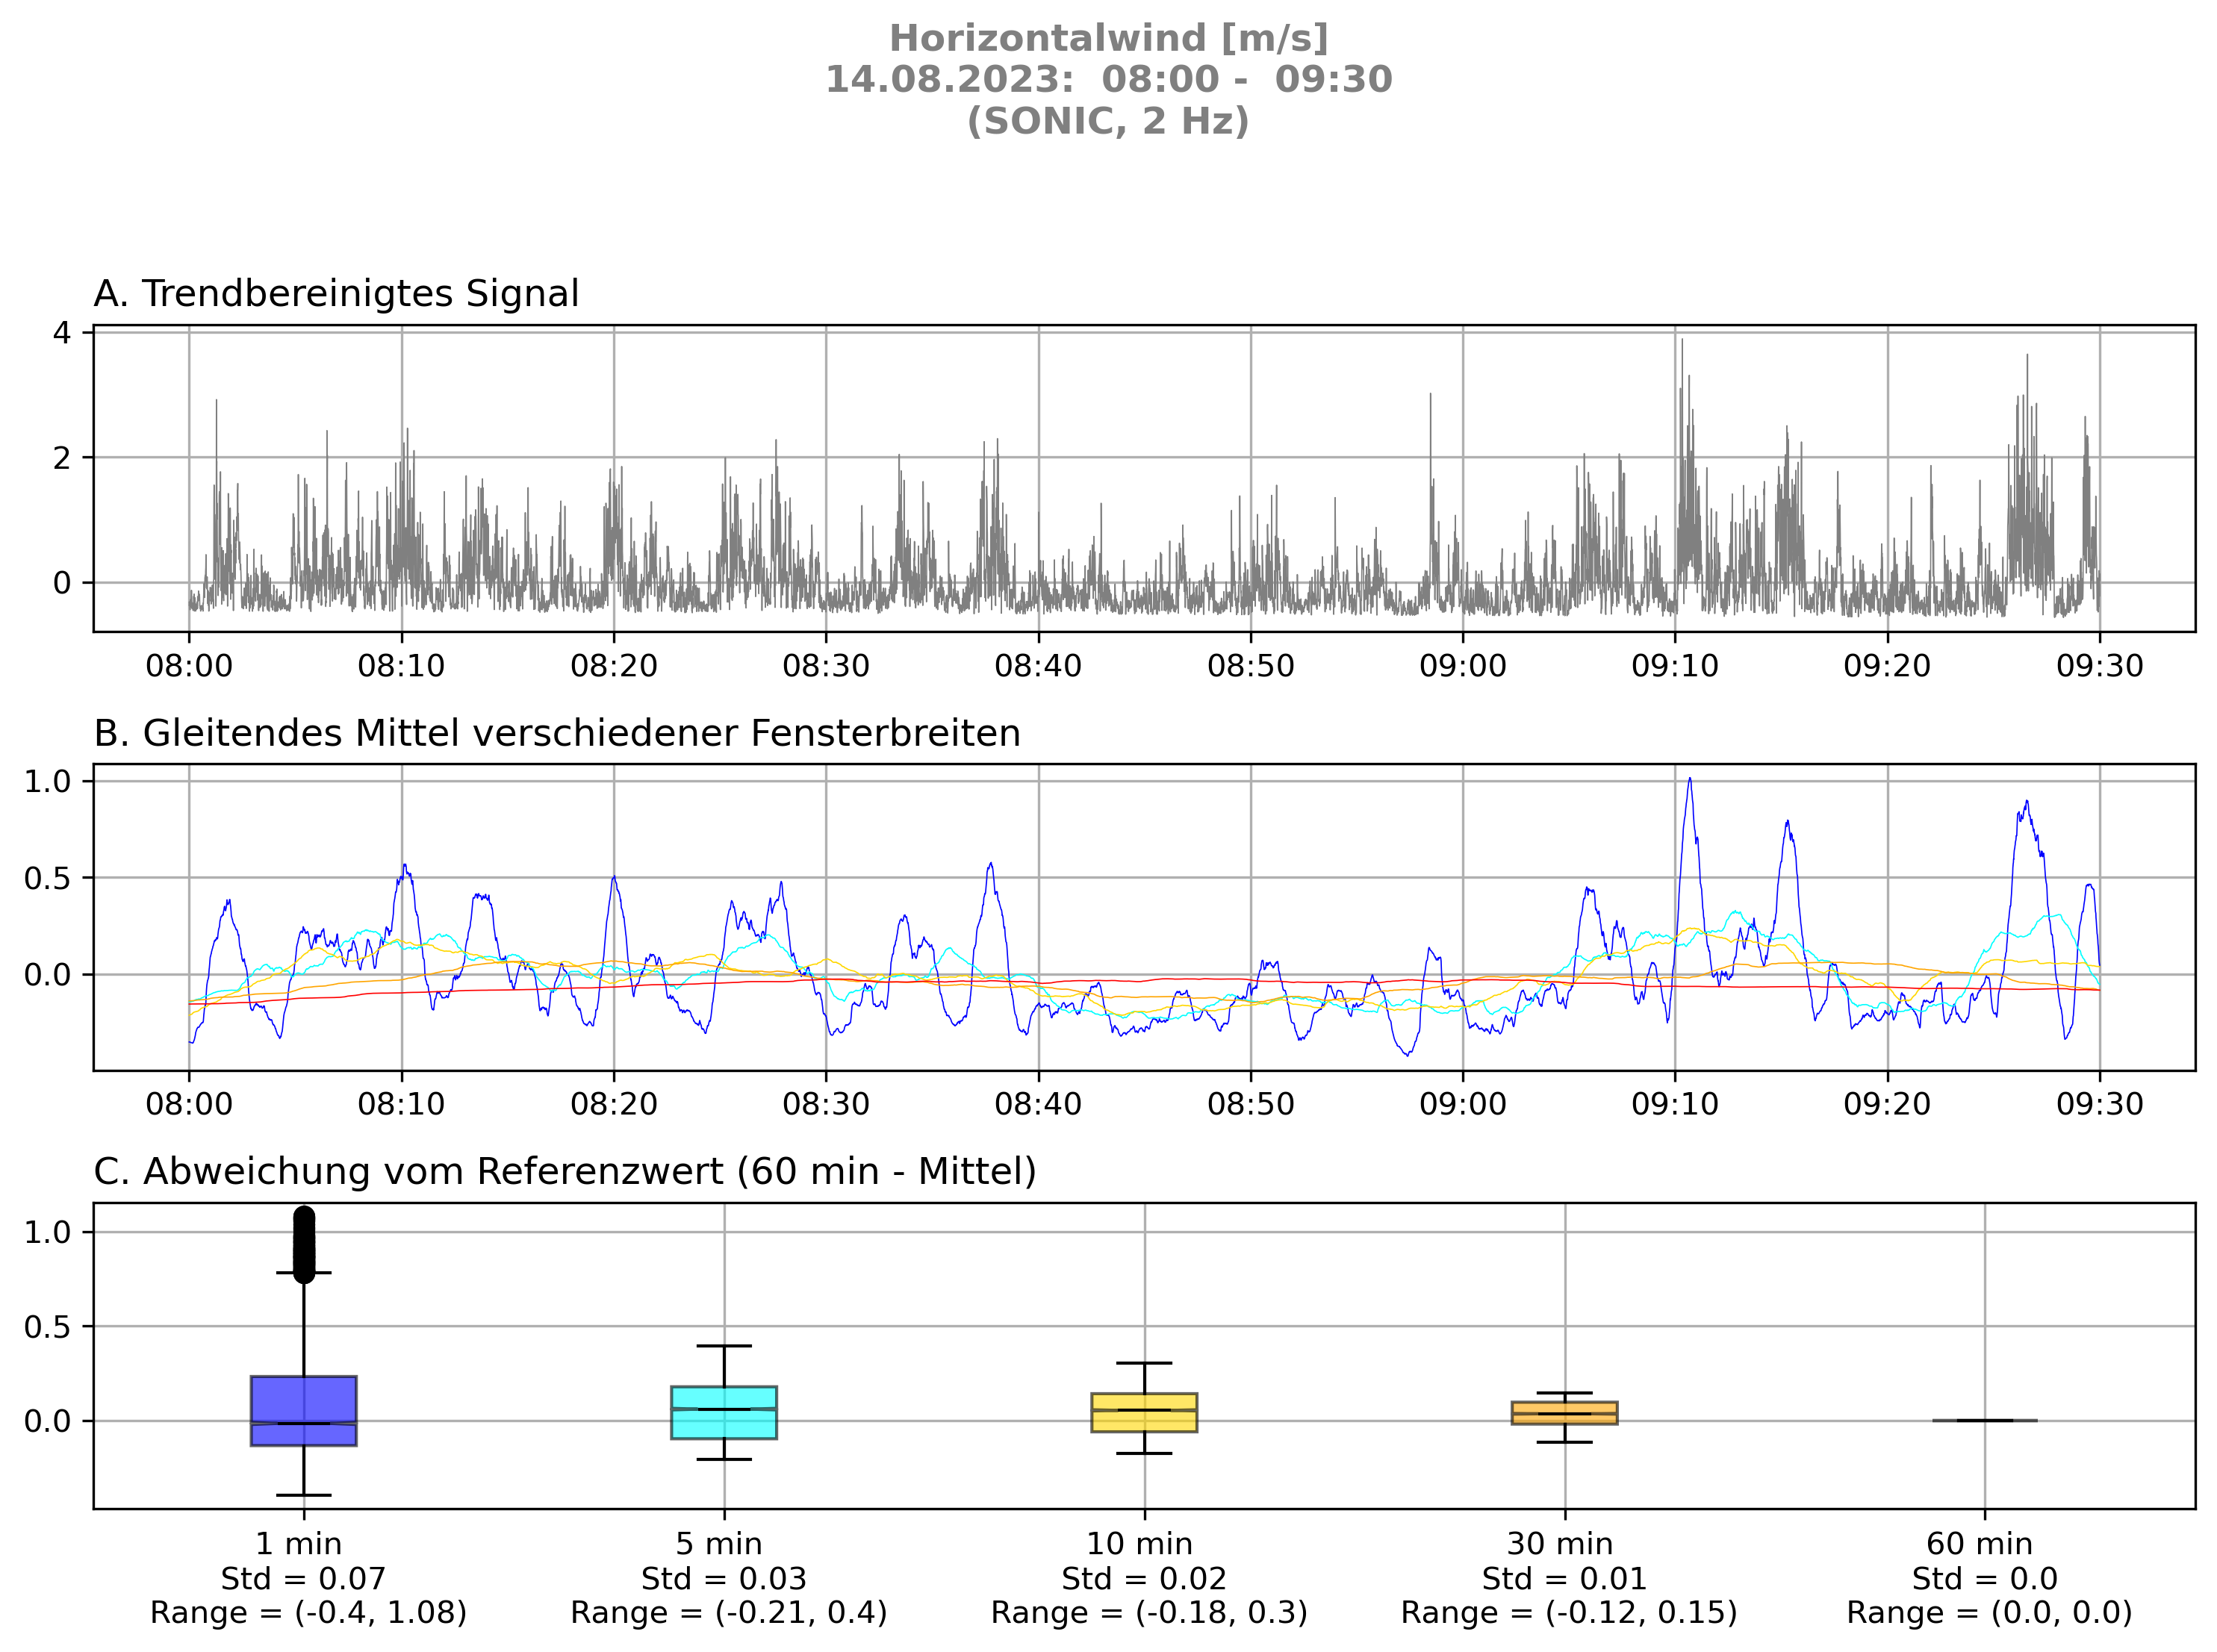 Horizontalwind [m/s]
14.08.2023:  08:00 -  09:30
(SONIC, 2 Hz)
A. Trendbereinigtes Signal
4
2
0
08:00 08:10 08:20 08:30 08:40 08:50 09:00 09:10 09:20 09:30
B. Gleitendes Mittel verschiedener Fensterbreiten
1.0
0.5
0.0
08:00 08:10 08:20 08:30 08:40 08:50 09:00 09:10 09:20 09:30
C. Abweichung vom Referenzwert (60 min - Mittel)
1.0
0.5
0.0
1 min 5 min 10 min 30 min 60 min
Std = 0.07 Std = 0.03 Std = 0.02 Std = 0.01 Std = 0.0
Range = (-0.4, 1.08) Range = (-0.21, 0.4) Range = (-0.18, 0.3) Range = (-0.12, 0.15) Range = (0.0, 0.0)